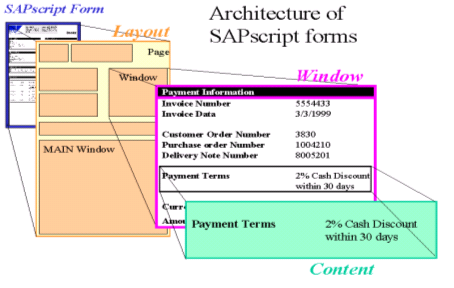 SAPscript Form
Architecture of
SAPscript forms
Layout
Page
Window
Window
Payment Information
Invoice Number 5554433
Invoice Data 3/3/1999
Customer Order Number 3830
Purchase order Number 1004210
Delivery Note Number 8005201
MAIN Window
Payment Terms 2% Cash Discount
within 30 days
Curre
Amou
Payment Terms 2% Cash Discount
within 30 days
Content